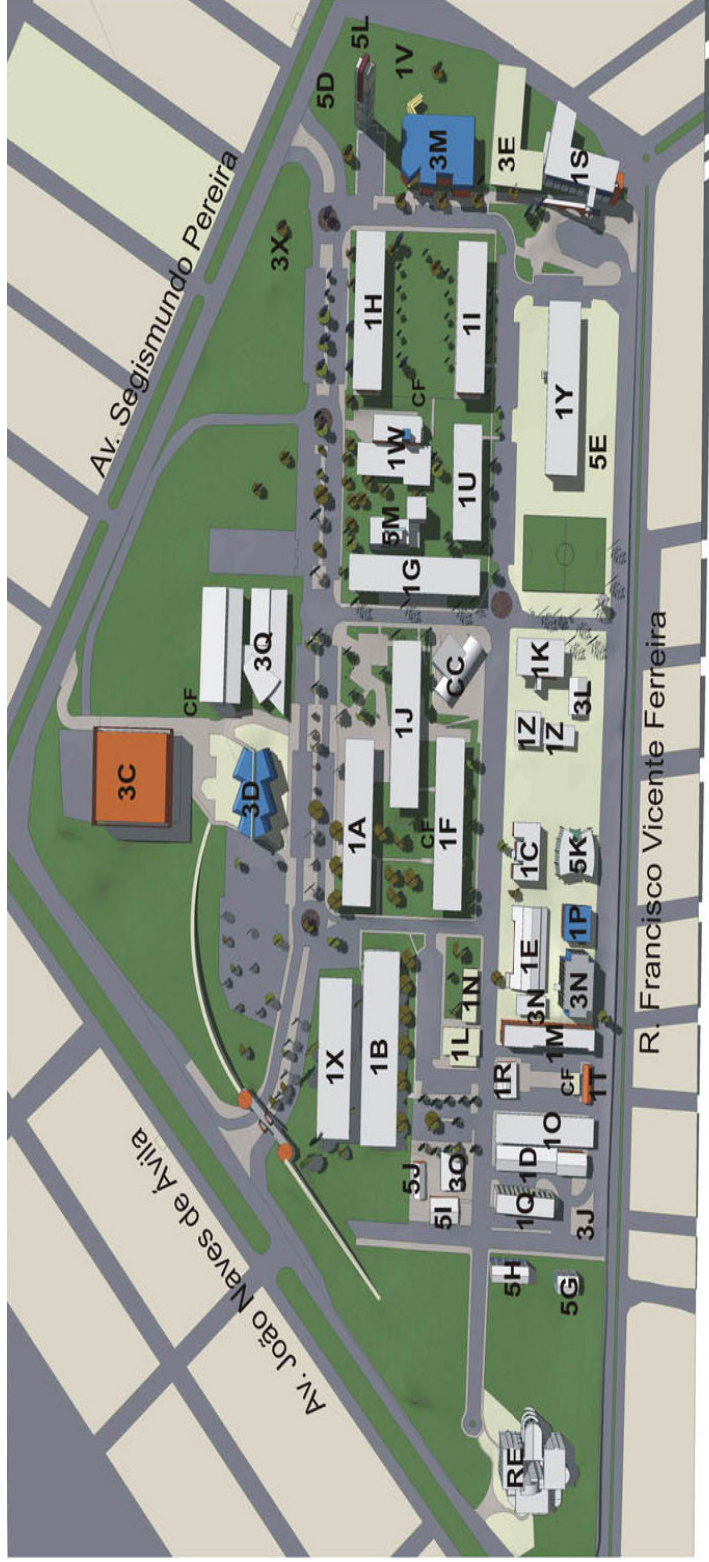 Av. Segismundo Pereira
5D
5L
1V
3X
3M
3E
1S
1H
1I
CF
1W
5M
1U
1G
1Y
5E
CF
3Q
3C
3D
1J
CC
1A
CF
1F
1K
3L
1Z
1Z
1C
5K
1E
1P
3N
3N
1M
1X
1B
1N
1L
1R
CF
1T
1O
1D
1Q
3J
5J
3O
5I
5H
5G
RE
Av. João Naves de Ávila
R. Francisco Vicente Ferreira